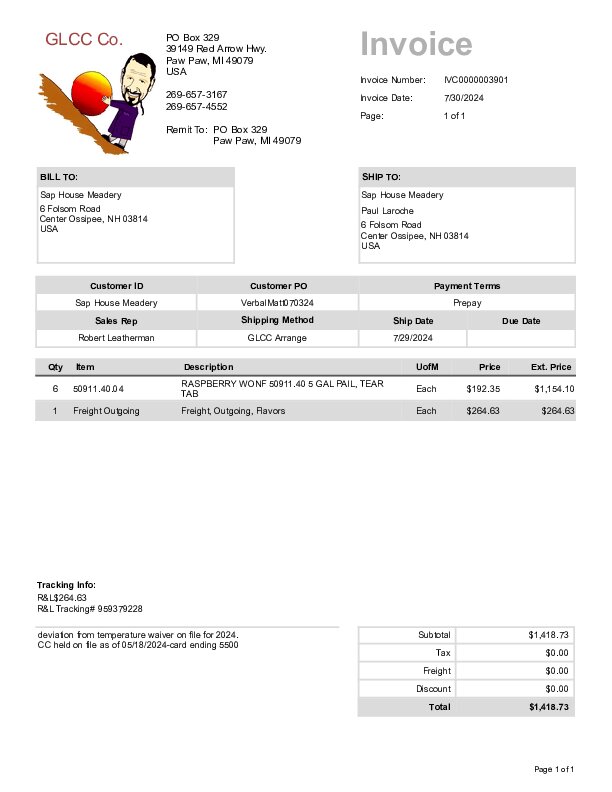 GLCC Co.
PO Box 329
39149 Red Arrow Hwy.
Paw Paw, MI 49079
USA
269-657-3167
269-657-4552
Remit To: PO Box 329
Paw Paw, MI 49079
Invoice
Invoice Number: IVC0000003901
Invoice Date: 7/30/2024
Page: 1 of 1
BILL TO:
Sap House Meadery
6 Folsom Road
Center Ossipee, NH 03814
USA
SHIP TO:
Sap House Meadery
Paul Laroche
6 Folsom Road
Center Ossipee, NH 03814
USA
Customer ID Customer PO Payment Terms
Sap House Meadery VerbalMatt070324 Prepay
Sales Rep Shipping Method Ship Date Due Date
Robert Leatherman GLCC Arrange 7/29/2024
Qty Item Description UofM Price Ext. Price
6 50911.40.04 RASPBERRY WONF 50911.40 5 GAL PAIL, TEAR TAB Each $192.35 $1,154.10
1 Freight Outgoing Freight, Outgoing, Flavors Each $264.63 $264.63
Tracking Info:
R&L$264.63
R&L Tracking# 959379228
deviation from temperature waiver on file for 2024.
CC held on file as of 05/18/2024-card ending 5500
Subtotal $1,418.73
Tax $0.00
Freight $0.00
Discount $0.00
Total $1,418.73
Page 1 of 1